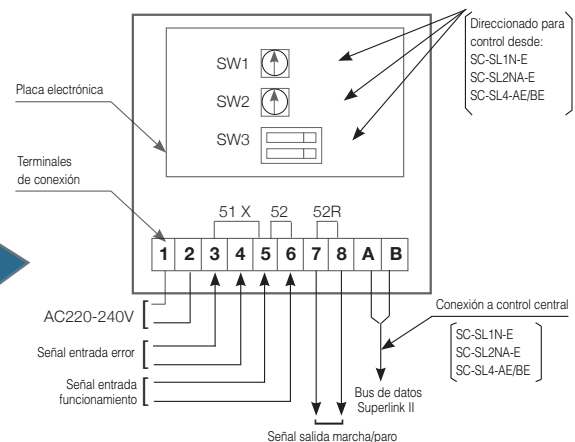 Direccionado para
control desde:
SC-SL1N-E
SC-SL2NA-E
SC-SL4-AE/BE
SW1
SW2
SW3
Placa electrónica
Terminales
de conexión
51 X 52 52R
1 2 3 4 5 6 7 8 A B
AC220-240V
Señal entrada error
Señal entrada
funcionamiento
Conexión a control central
SC-SL1N-E
SC-SL2NA-E
SC-SL4-AE/BE
Bus de datos
Superlink II
Señal salida marcha/paro